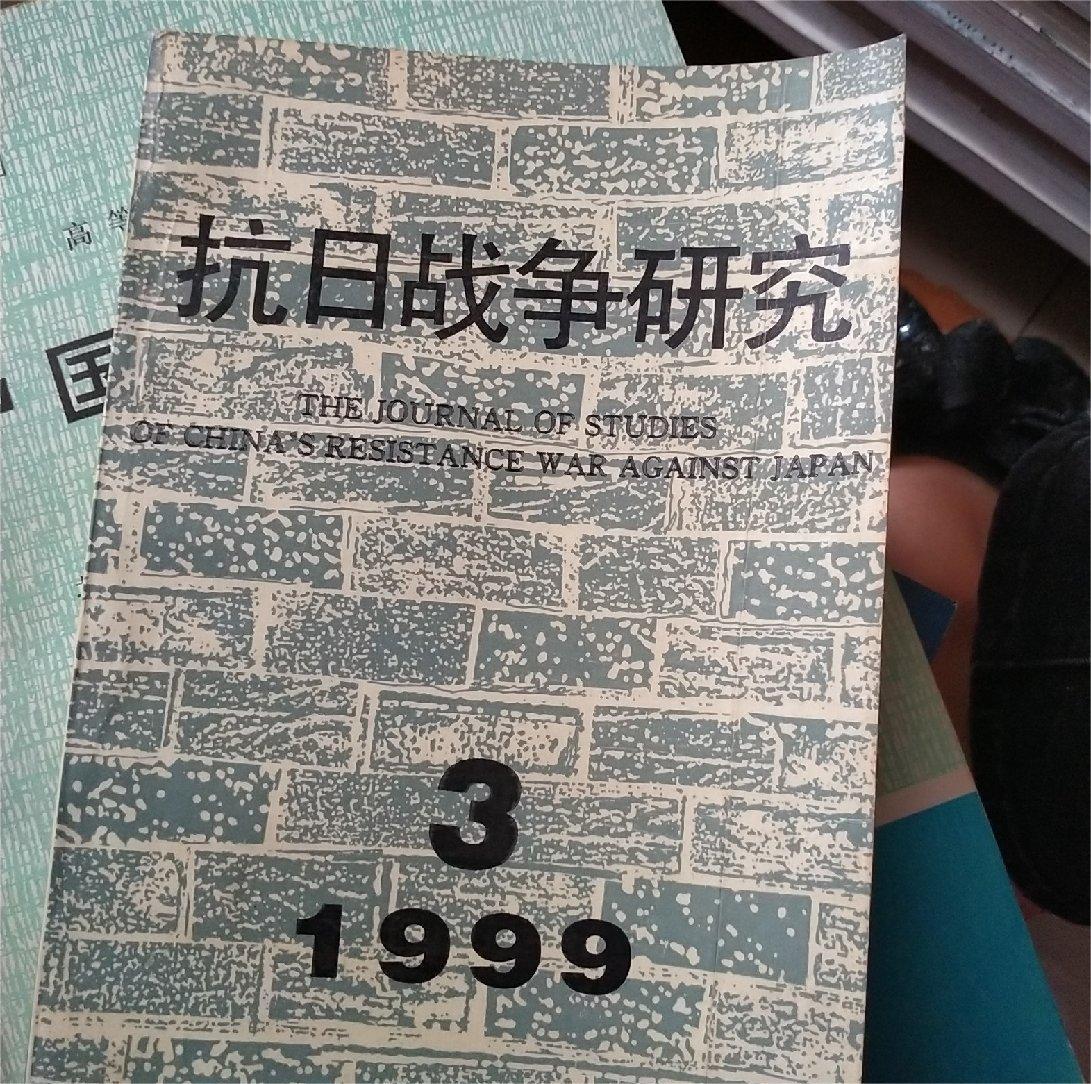 抗日战争研究
THE JOURNAL OF STUDIES
OF CHINA'S RESISTANCE WAR AGAINST JAPAN
3
1999
高等
国